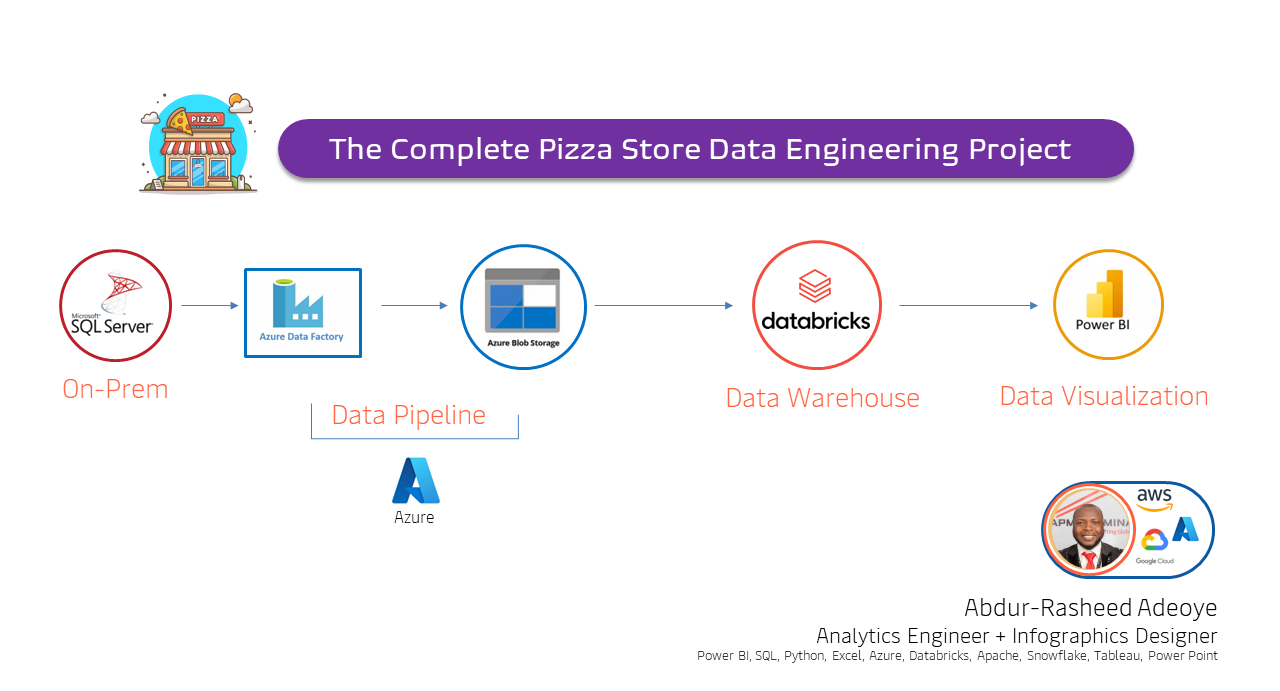 PIZZA
The Complete Pizza Store Data Engineering Project
Microsoft®
SQL Server®
Azure Data Factory
Azure Blob Storage
databricks
Power BI
On-Prem
Data Pipeline
Data Warehouse
Data Visualization
Azure
aws
Google Cloud
Abdur-Rasheed Adeoye
Analytics Engineer + Infographics Designer
Power BI, SQL, Python, Excel, Azure, Databricks, Apache, Snowflake, Tableau, Power Point